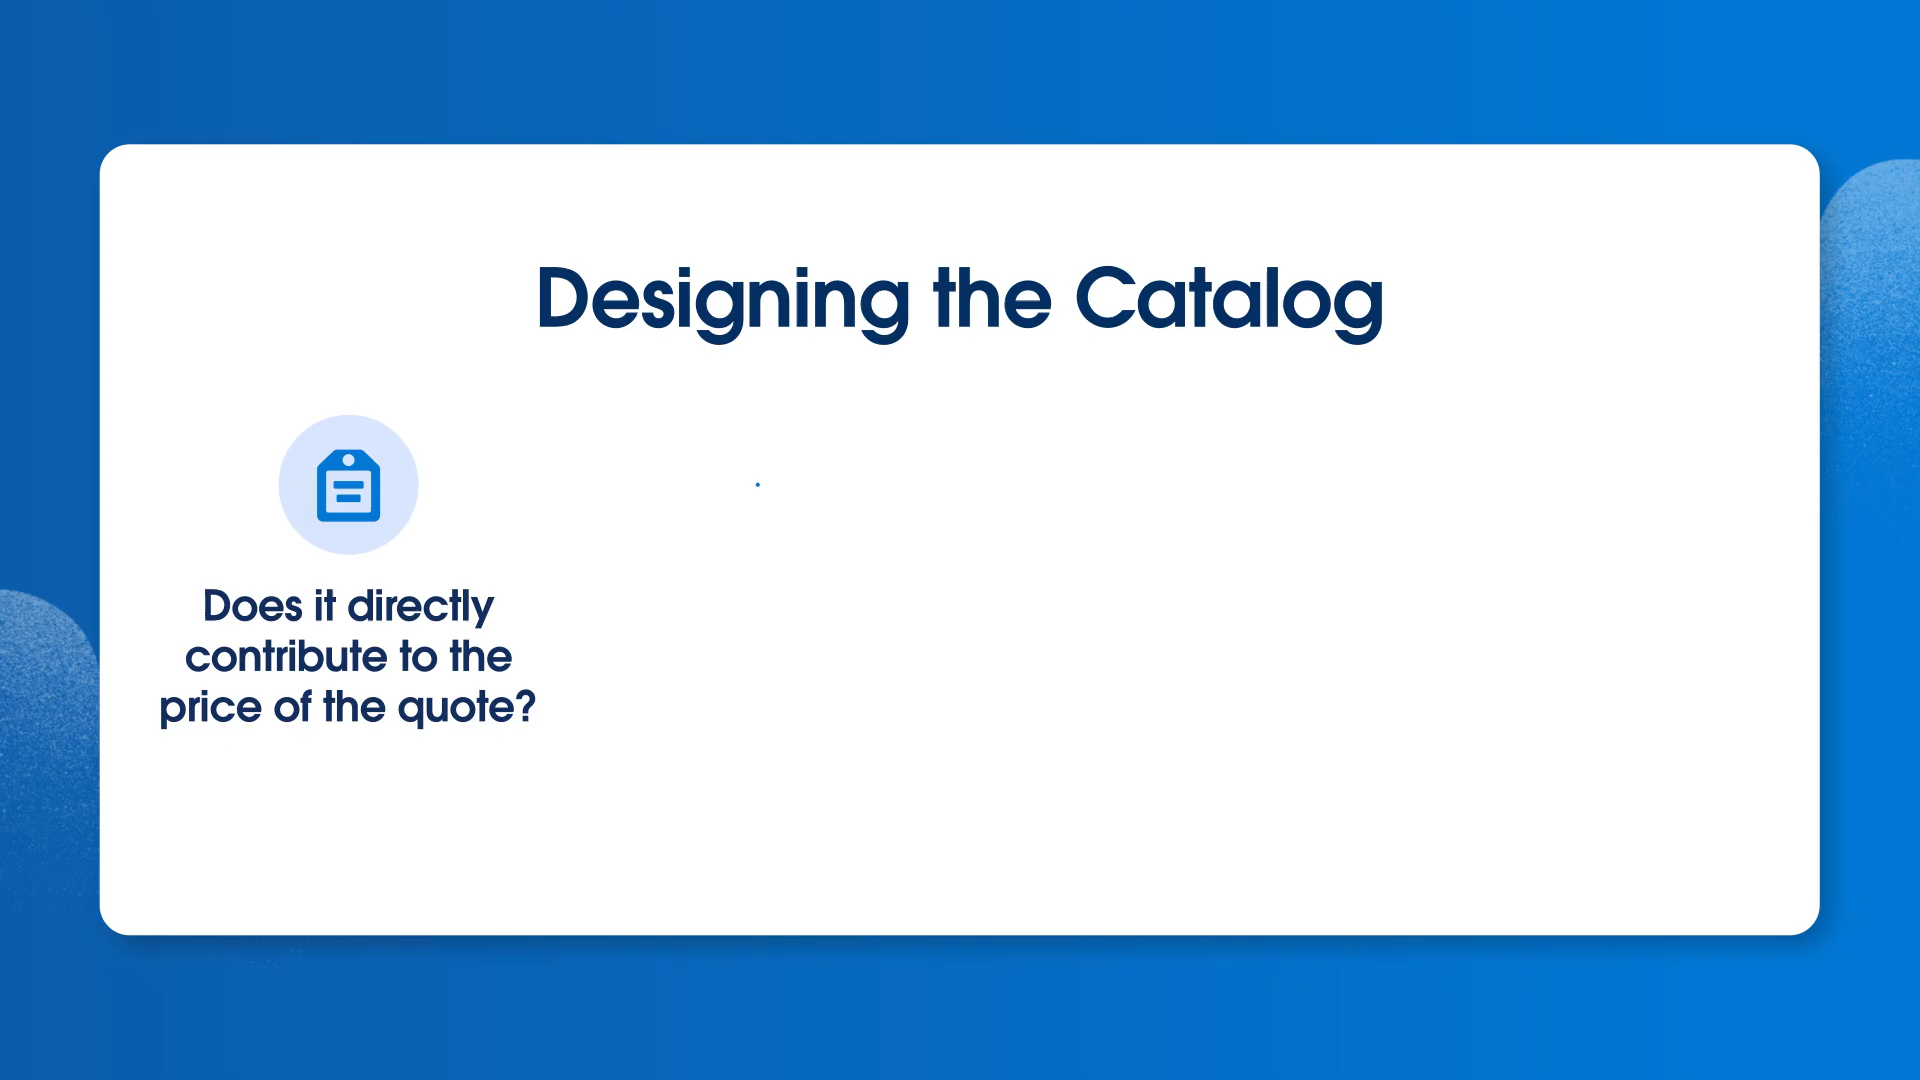 Designing the Catalog
Does it directly
contribute to the
price of the quote?